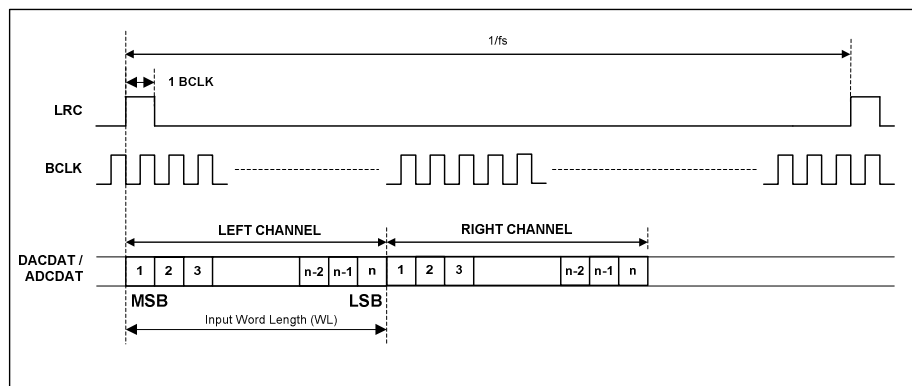 1/fs
1 BCLK
LRC
BCLK
LEFT CHANNEL RIGHT CHANNEL
DACDAT /
ADCDAT
1 2 3 n-2 n-1 n 1 2 3 n-2 n-1 n
MSB LSB
Input Word Length (WL)